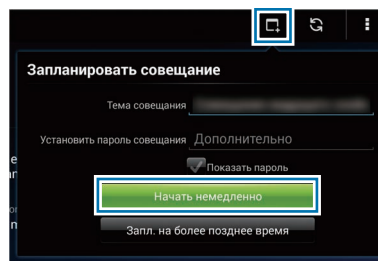 Запланировать совещание
Тема совещания
Установить пароль совещания Дополнительно
Показать пароль
Начать немедленно
Запл. на более позднее время